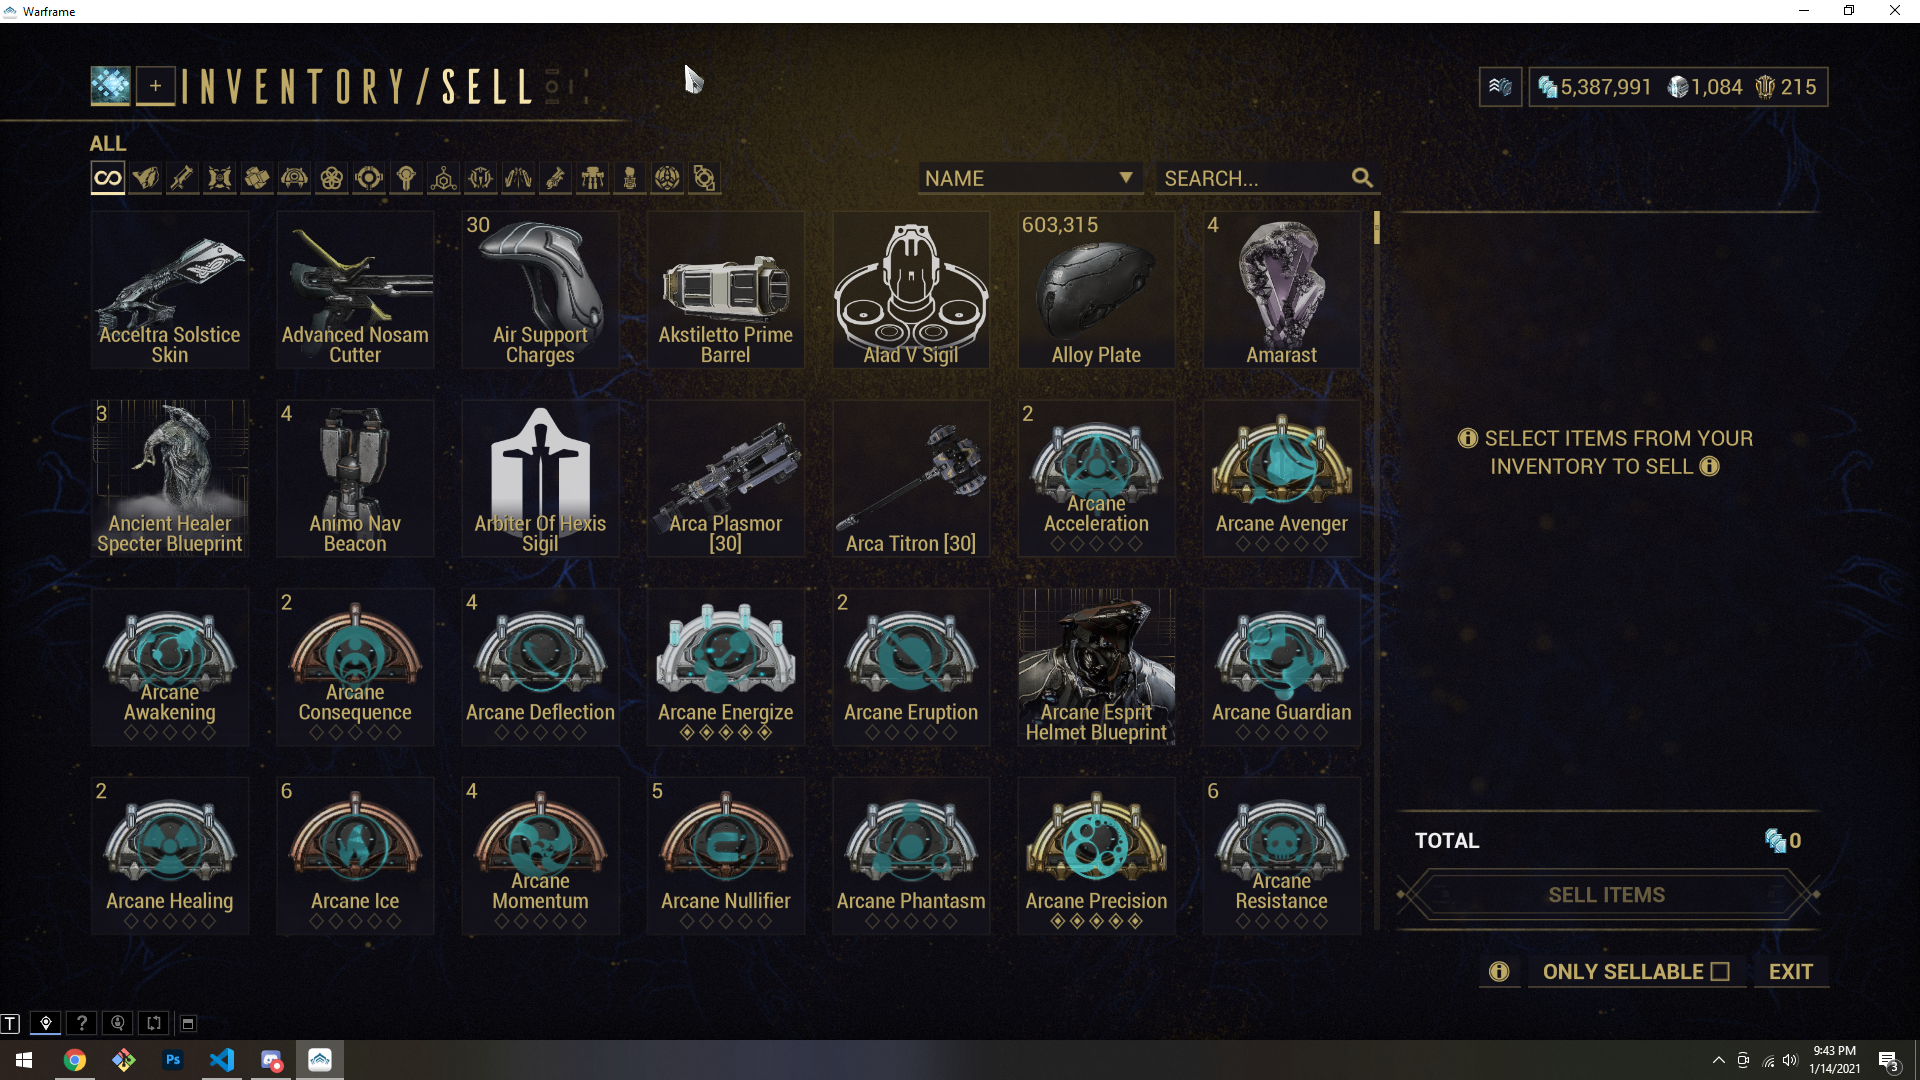 Warframe
+ INVENTORY/SELL
5,387,991 1,084 215
ALL
NAME
SEARCH...
Acceltra Solstice
Skin
Advanced Nosam
Cutter
30
Air Support
Charges
Akstiletto Prime
Barrel
Alad V Sigil
603,315
Alloy Plate
4
Amarast
3
Ancient Healer
Specter Blueprint
4
Animo Nav
Beacon
Arbiter Of Hexis
Sigil
Arca Plasmor
[30]
Arca Titron [30]
2
Arcane
Acceleration
Arcane Avenger
Arcane
Awakening
2
Arcane
Consequence
4
Arcane Deflection
Arcane Energize
2
Arcane Eruption
Arcane Esprit
Helmet Blueprint
Arcane Guardian
2
Arcane Healing
6
Arcane Ice
4
Arcane
Momentum
5
Arcane Nullifier
Arcane Phantasm
Arcane Precision
6
Arcane
Resistance
SELECT ITEMS FROM YOUR
INVENTORY TO SELL
TOTAL
0
SELL ITEMS
ONLY SELLABLE
EXIT
T
?
Ps
9:43 PM
1/14/2021
3